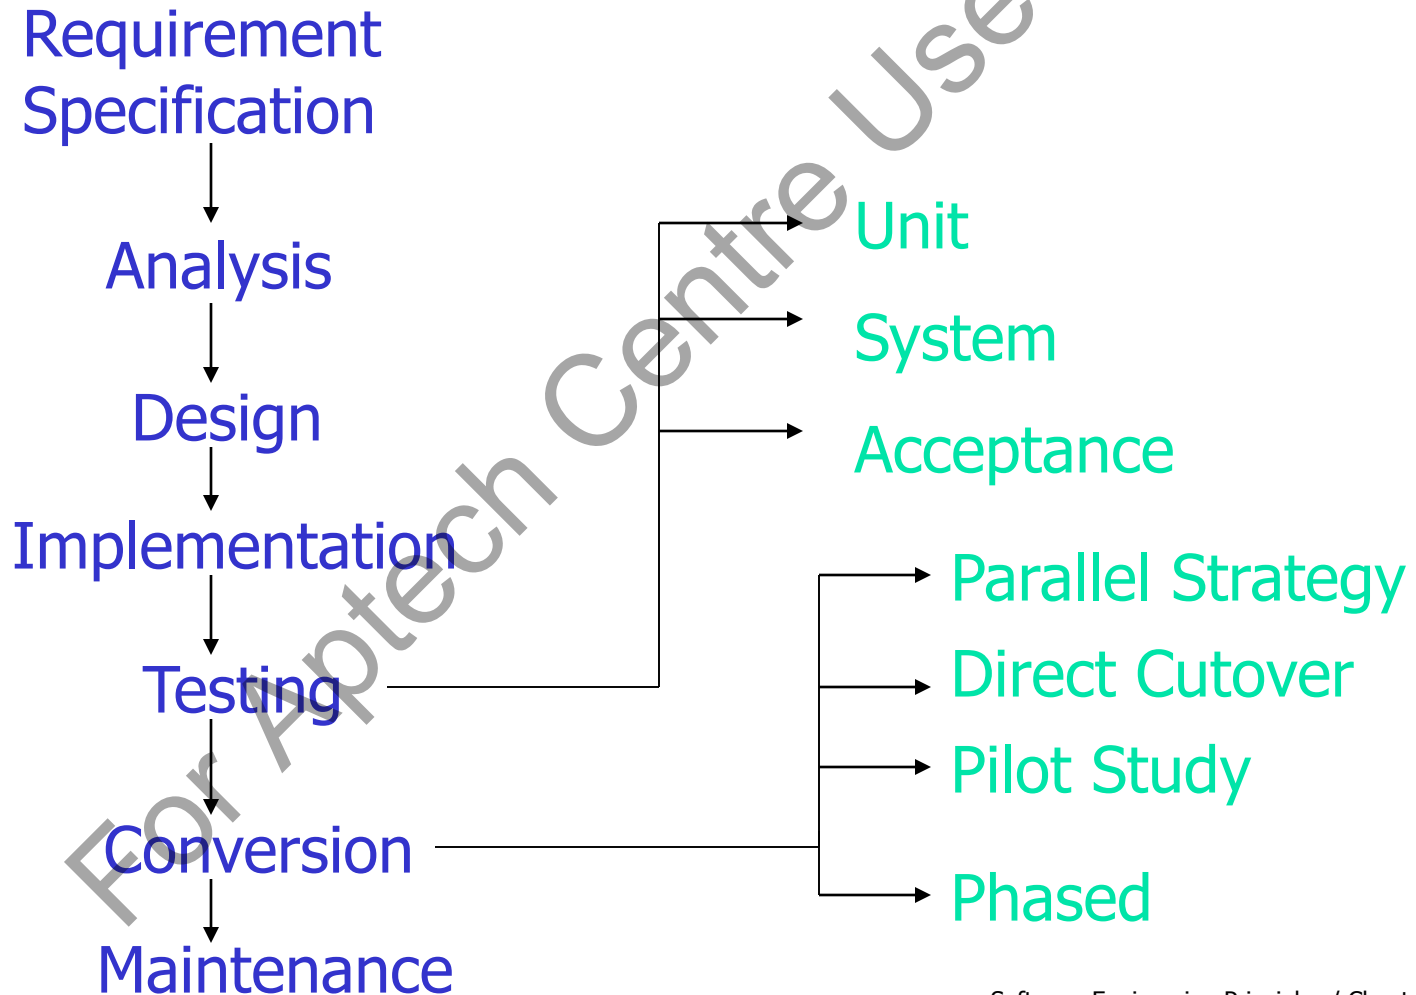 Requirement
Specification
Analysis
Design
Implementation
Testing
Conversion
Maintenance
Unit
System
Acceptance
Parallel Strategy
Direct Cutover
Pilot Study
Phased
For Aptech Centre Use